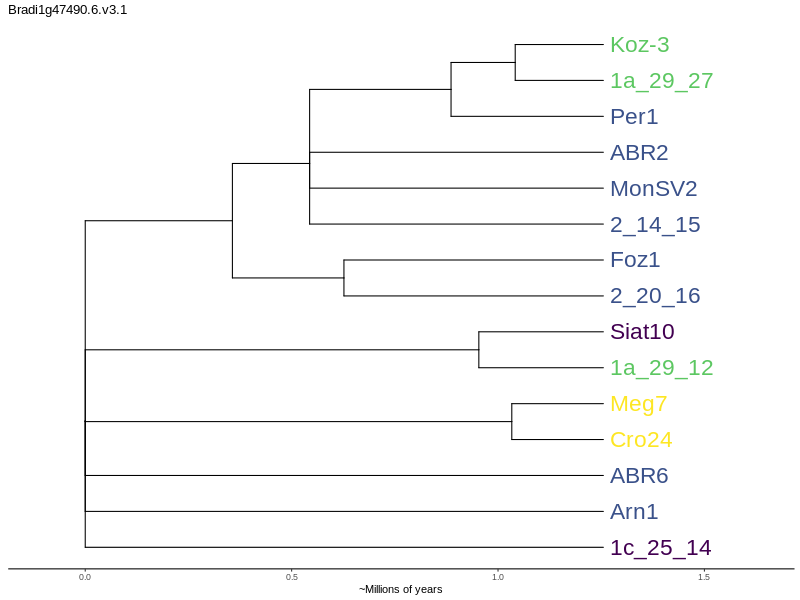 Bradi1g47490.6.v3.1
Koz-3
1a_29_27
Per1
ABR2
MonSV2
2_14_15
Foz1
2_20_16
Siat10
1a_29_12
Meg7
Cro24
ABR6
Arn1
1c_25_14
0.0 0.5 1.0 1.5
~Millions of years